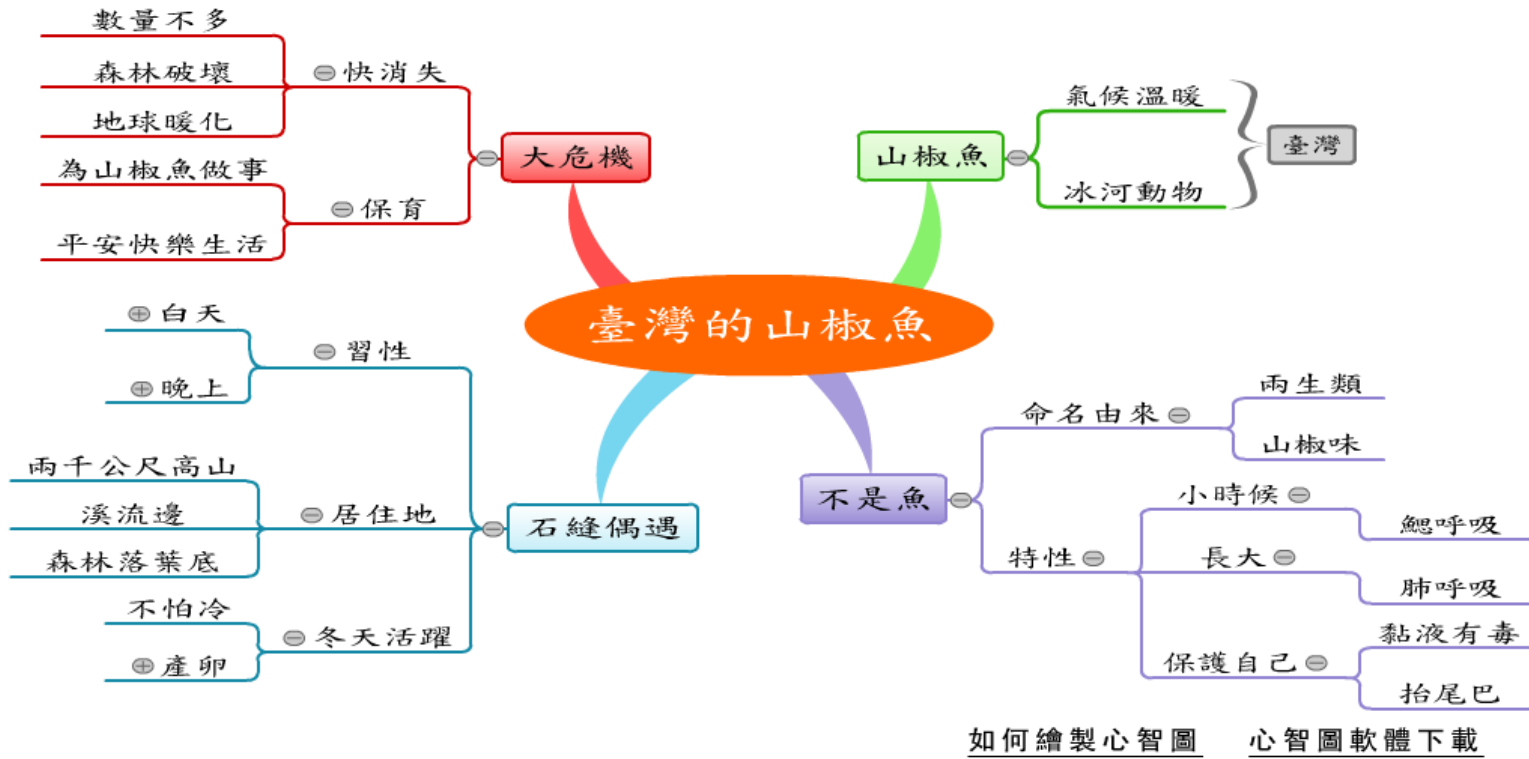 臺灣的山椒魚
山椒魚
氣候溫暖
冰河動物
臺灣
不是魚
命名由來
兩生類
山椒味
特性
小時候
鰓呼吸
長大
肺呼吸
保護自己
黏液有毒
抬尾巴
大危機
快消失
數量不多
森林破壞
地球暖化
保育
為山椒魚做事
平安快樂生活
石縫偶遇
習性
白天
晚上
居住地
兩千公尺高山
溪流邊
森林落葉底
冬天活躍
不怕冷
產卵
如何繪製心智圖
心智圖軟體下載